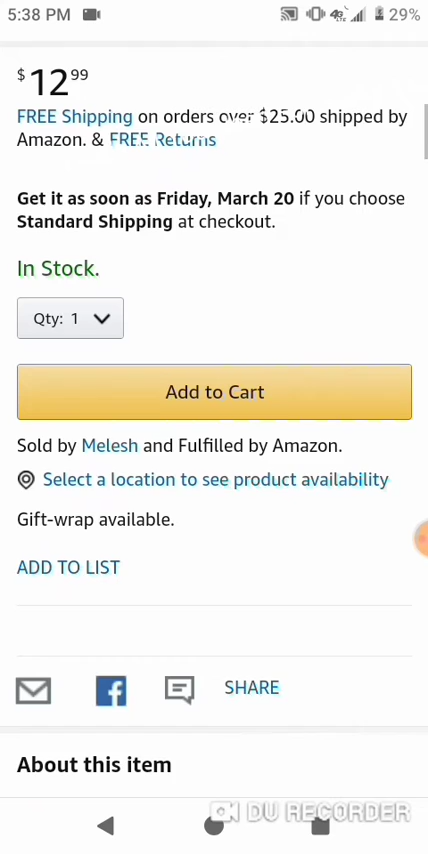 5:38 PM 4G LTE 29%
$12 99
FREE Shipping on orders over $25.00 shipped by
Amazon. & FREE Returns
Get it as soon as Friday, March 20 if you choose
Standard Shipping at checkout.
In Stock.
Qty: 1
Add to Cart
Sold by Melesh and Fulfilled by Amazon.
Select a location to see product availability
Gift-wrap available.
ADD TO LIST
f SHARE
About this item
DU RECORDER